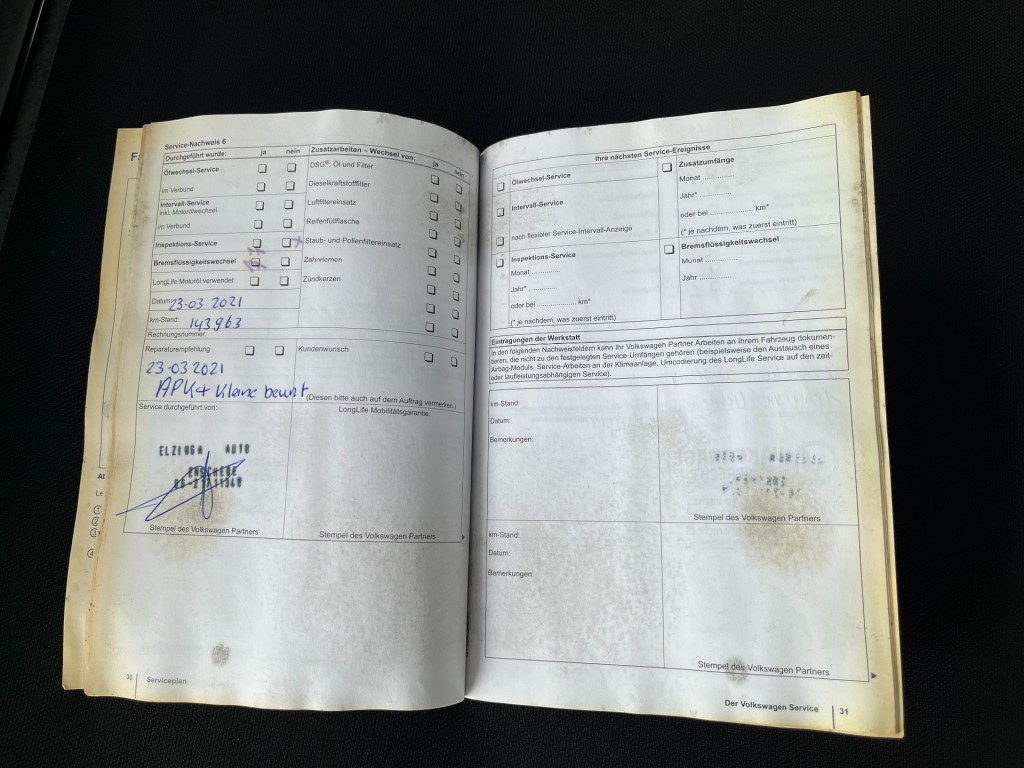 Service-Nachweis 6
Durchgeführt wurde: ja nein
Ölwechsel-Service
im Verbund
Intervall-Service
inkl. Motorölwechsel
im Verbund
Inspektions-Service
Bremsflüssigkeitswechsel
LongLife Motoröl verwendet
Datum: 23-03 2021
km-Stand: 143963
Rechnungsnummer:
Zusatzarbeiten – Wechsel von: ja nein
DSG®: Öl und Filter
Dieselkraftstofffilter
Luftfiltereinsatz
Reifenfüllflasche
Staub- und Pollenfiltereinsatz
Zahnriemen
Zündkerzen
Reparaturempfehlung
Kundenwunsch
23-03 2021
APK + kleine beurt
(Diesen bitte auch auf dem Auftrag vermerken.)
Service durchgeführt von:
LongLife Mobilitätsgarantie:
ELZINGA AUTO
ENSCHEDE
Stempel des Volkswagen Partners
Stempel des Volkswagen Partners
30 Serviceplan
Ihre nächsten Service-Ereignisse
Ölwechsel-Service
Intervall-Service
nach flexibler Service-Intervall-Anzeige
Inspektions-Service
Monat ..............
Jahr* ..............
oder bei ................... km*
(* je nachdem, was zuerst eintritt)
Zusatzumfänge
Monat ..............
Jahr* ..............
oder bei ................... km*
(* je nachdem, was zuerst eintritt)
Bremsflüssigkeitswechsel
Monat ..............
Jahr ..............
Eintragungen der Werkstatt
In den folgenden Nachweisfeldern kann Ihr Volkswagen Partner Arbeiten an Ihrem Fahrzeug dokumen-
tieren, die nicht zu den festgelegten Service-Umfängen gehören (beispielsweise den Austausch eines
Airbag-Moduls, Service-Arbeiten an der Klimaanlage, Umcodierung des LongLife Service auf den zeit-
oder laufleistungsabhängigen Service).
km-Stand:
Datum:
Bemerkungen:
Stempel des Volkswagen Partners
km-Stand:
Datum:
Bemerkungen:
Stempel des Volkswagen Partners
Der Volkswagen Service 31